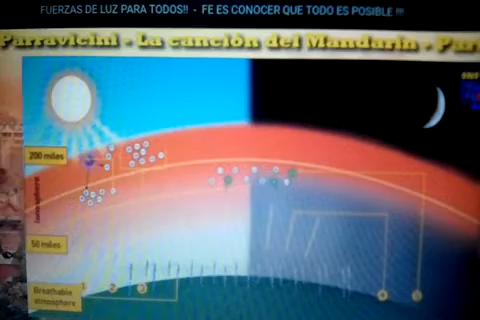 FUERZAS DE LUZ PARA TODOS!! - FE ES CONOCER QUE TODO ES POSIBLE !!!
Parravicini - La canción del Mandarín - Par
200 miles
50 miles
Breathable
atmosphere